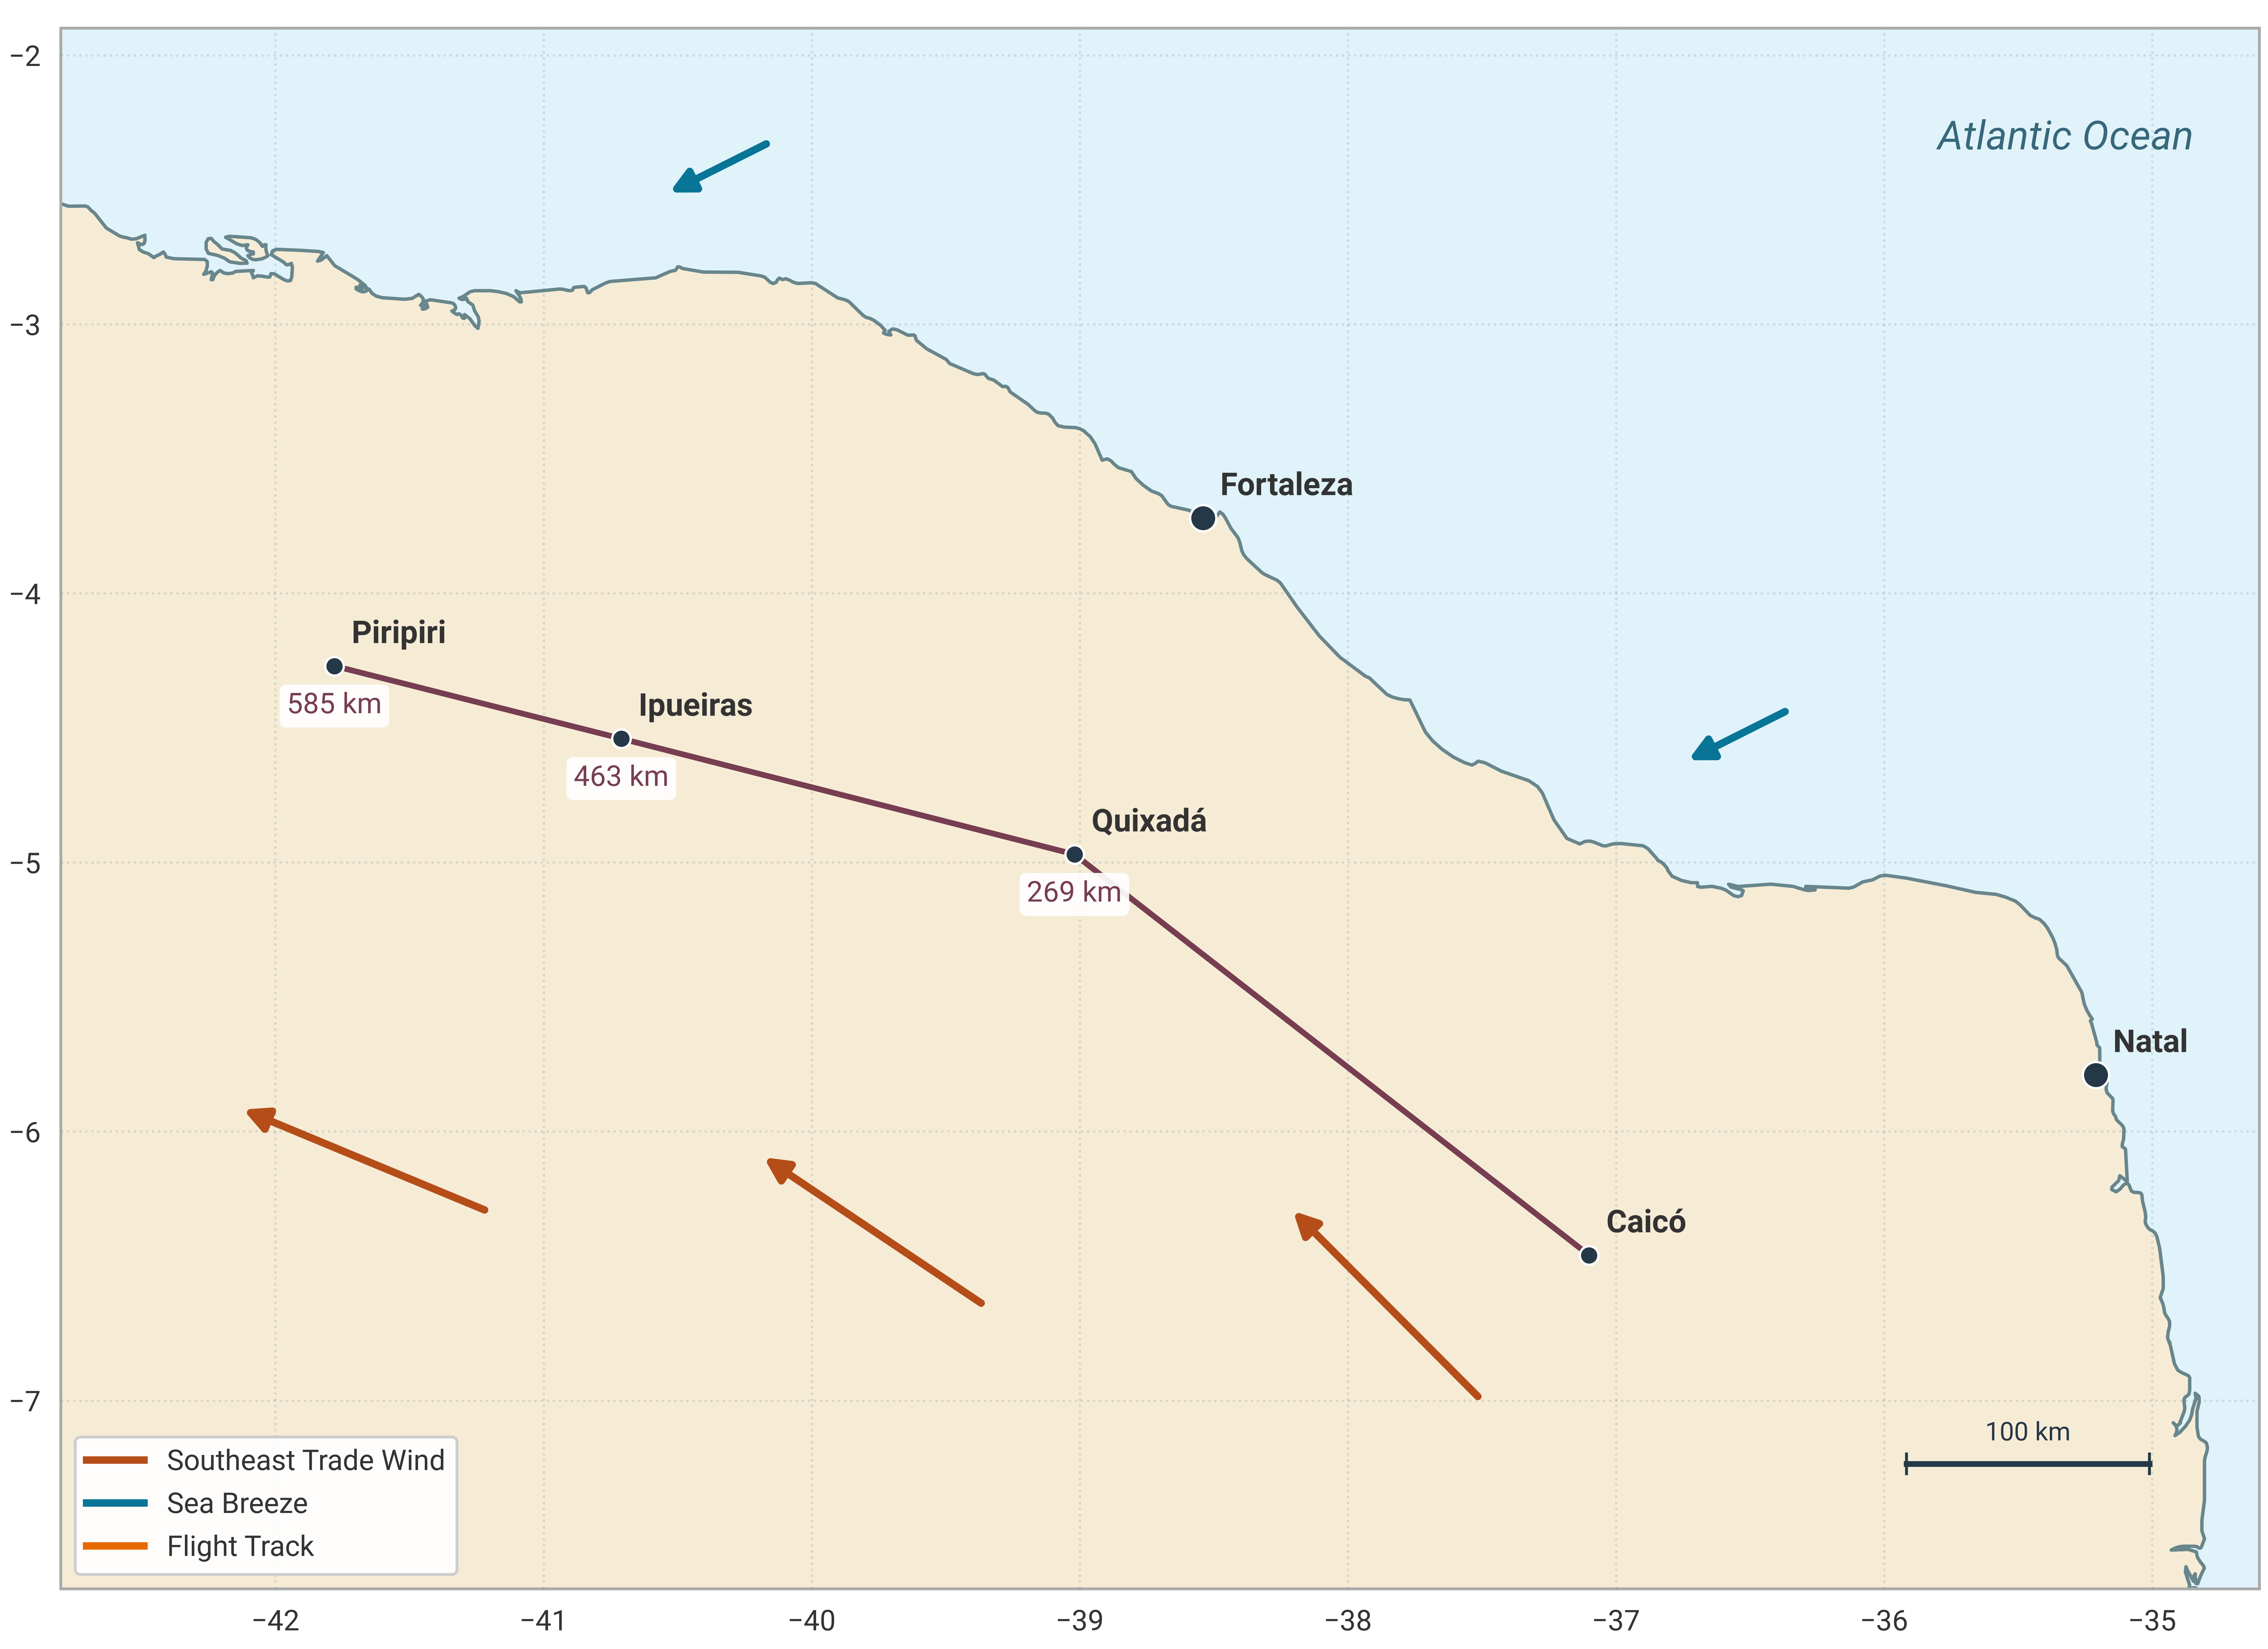 −2
Atlantic Ocean
−3
Fortaleza
−4
Piripiri
585 km
Ipueiras
463 km
Quixadá
−5
269 km
Natal
−6
Caicó
−7
100 km
Southeast Trade Wind
Sea Breeze
Flight Track
−42
−41
−40
−39
−38
−37
−36
−35